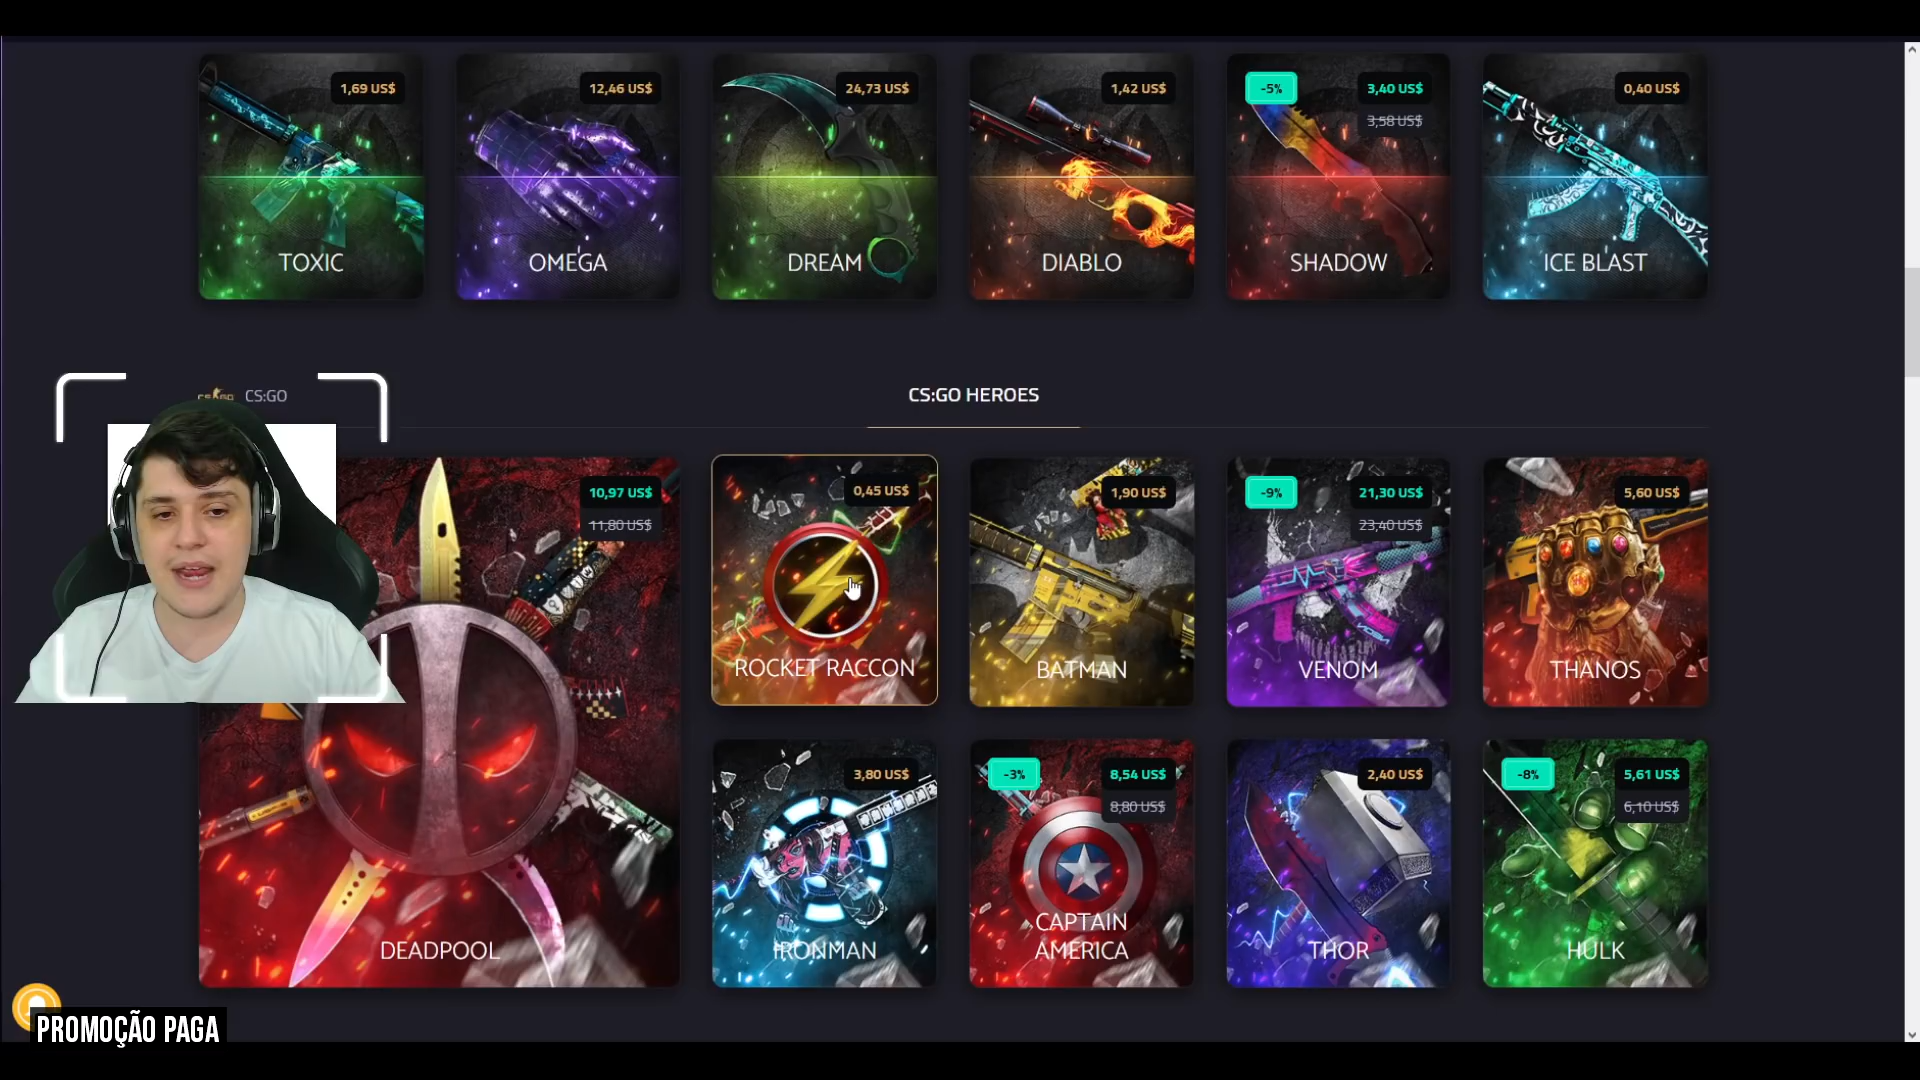 1,69 US$
12,46 US$
24,73 US$
1,42 US$
-5%
3,40 US$
3,58 US$
0,40 US$
TOXIC
OMEGA
DREAM
DIABLO
SHADOW
ICE BLAST
CS:GO
CS:GO HEROES
10,97 US$
11,80 US$
0,45 US$
1,90 US$
-9%
21,30 US$
23,40 US$
5,60 US$
ROCKET RACCON
BATMAN
VENOM
THANOS
3,80 US$
-3%
8,54 US$
8,80 US$
2,40 US$
-8%
5,61 US$
6,10 US$
DEADPOOL
IRONMAN
CAPTAIN
AMERICA
THOR
HULK
PROMOÇÃO PAGA